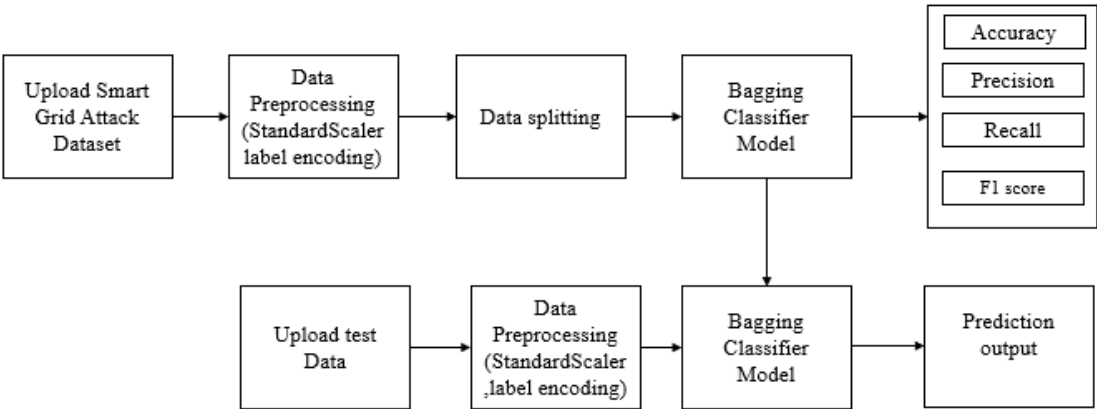 Upload Smart
Grid Attack
Dataset
Data
Preprocessing
(StandardScaler
label encoding)
Data splitting
Bagging
Classifier
Model
Accuracy
Precision
Recall
F1 score
Upload test
Data
Data
Preprocessing
(StandardScaler
,label encoding)
Bagging
Classifier
Model
Prediction
output